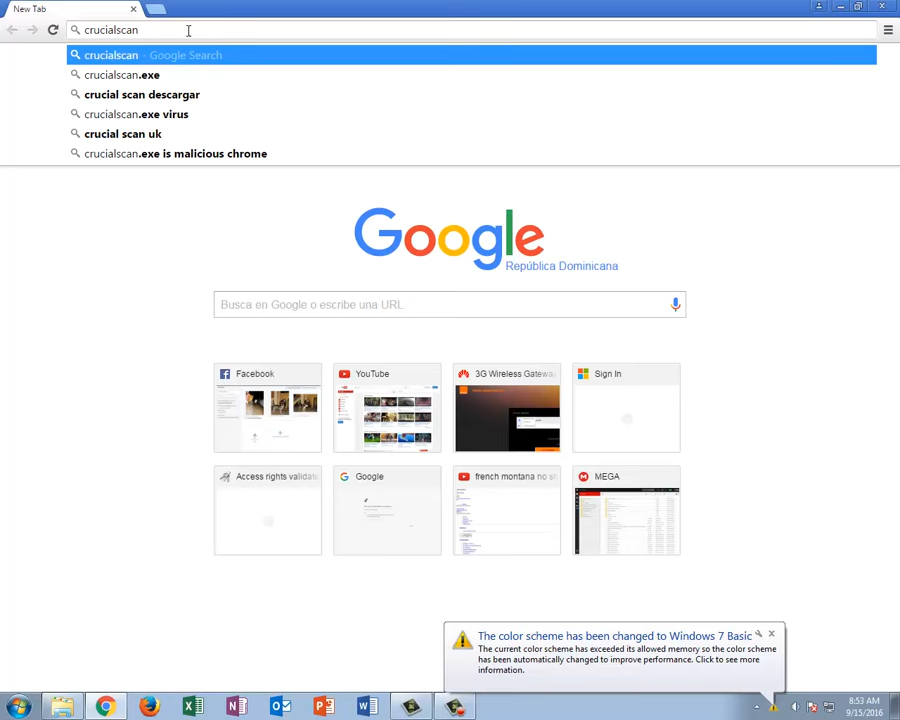 New Tab
crucialscan
crucialscan - Google Search
crucialscan.exe
crucial scan descargar
crucialscan.exe virus
crucial scan uk
crucialscan.exe is malicious chrome
Google
República Dominicana
Busca en Google o escribe una URL
Facebook
YouTube
3G Wireless Gatewa
Sign In
Access rights validat
Google
french montana no st
MEGA
The color scheme has been changed to Windows 7 Basic
The current color scheme has exceeded its allowed memory so the color scheme
has been automatically changed to improve performance. Click to see more
information.
8:53 AM
9/15/2016